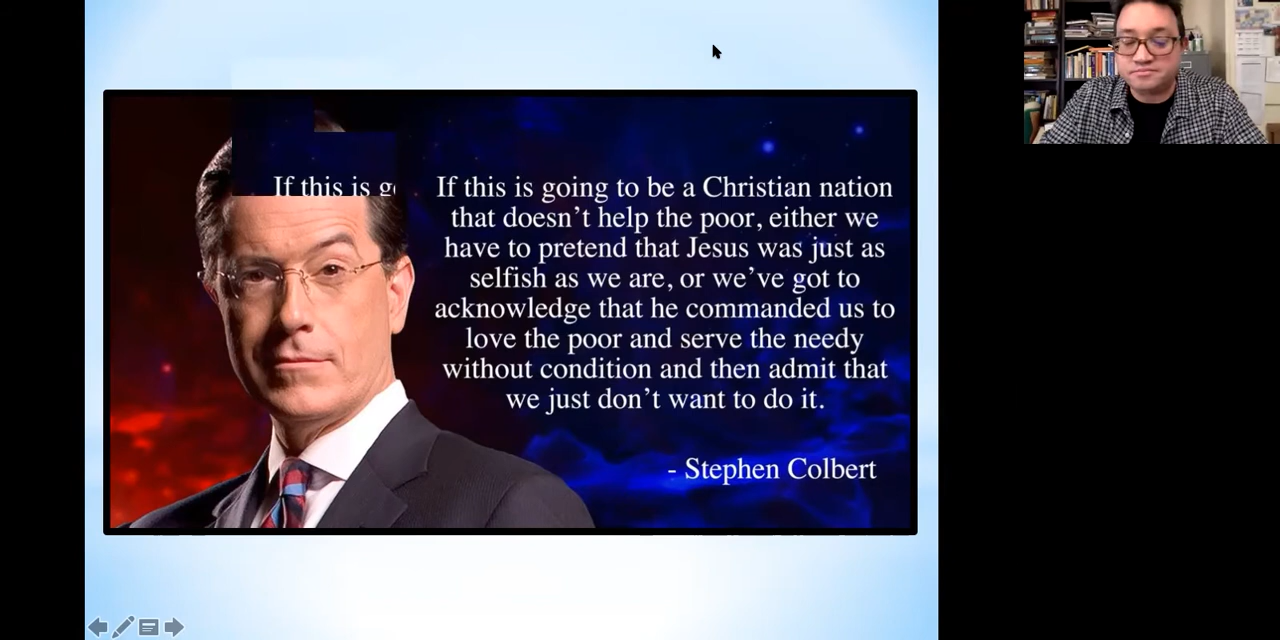 If this is g
If this is going to be a Christian nation
that doesn’t help the poor, either we
have to pretend that Jesus was just as
selfish as we are, or we’ve got to
acknowledge that he commanded us to
love the poor and serve the needy
without condition and then admit that
we just don’t want to do it.
- Stephen Colbert